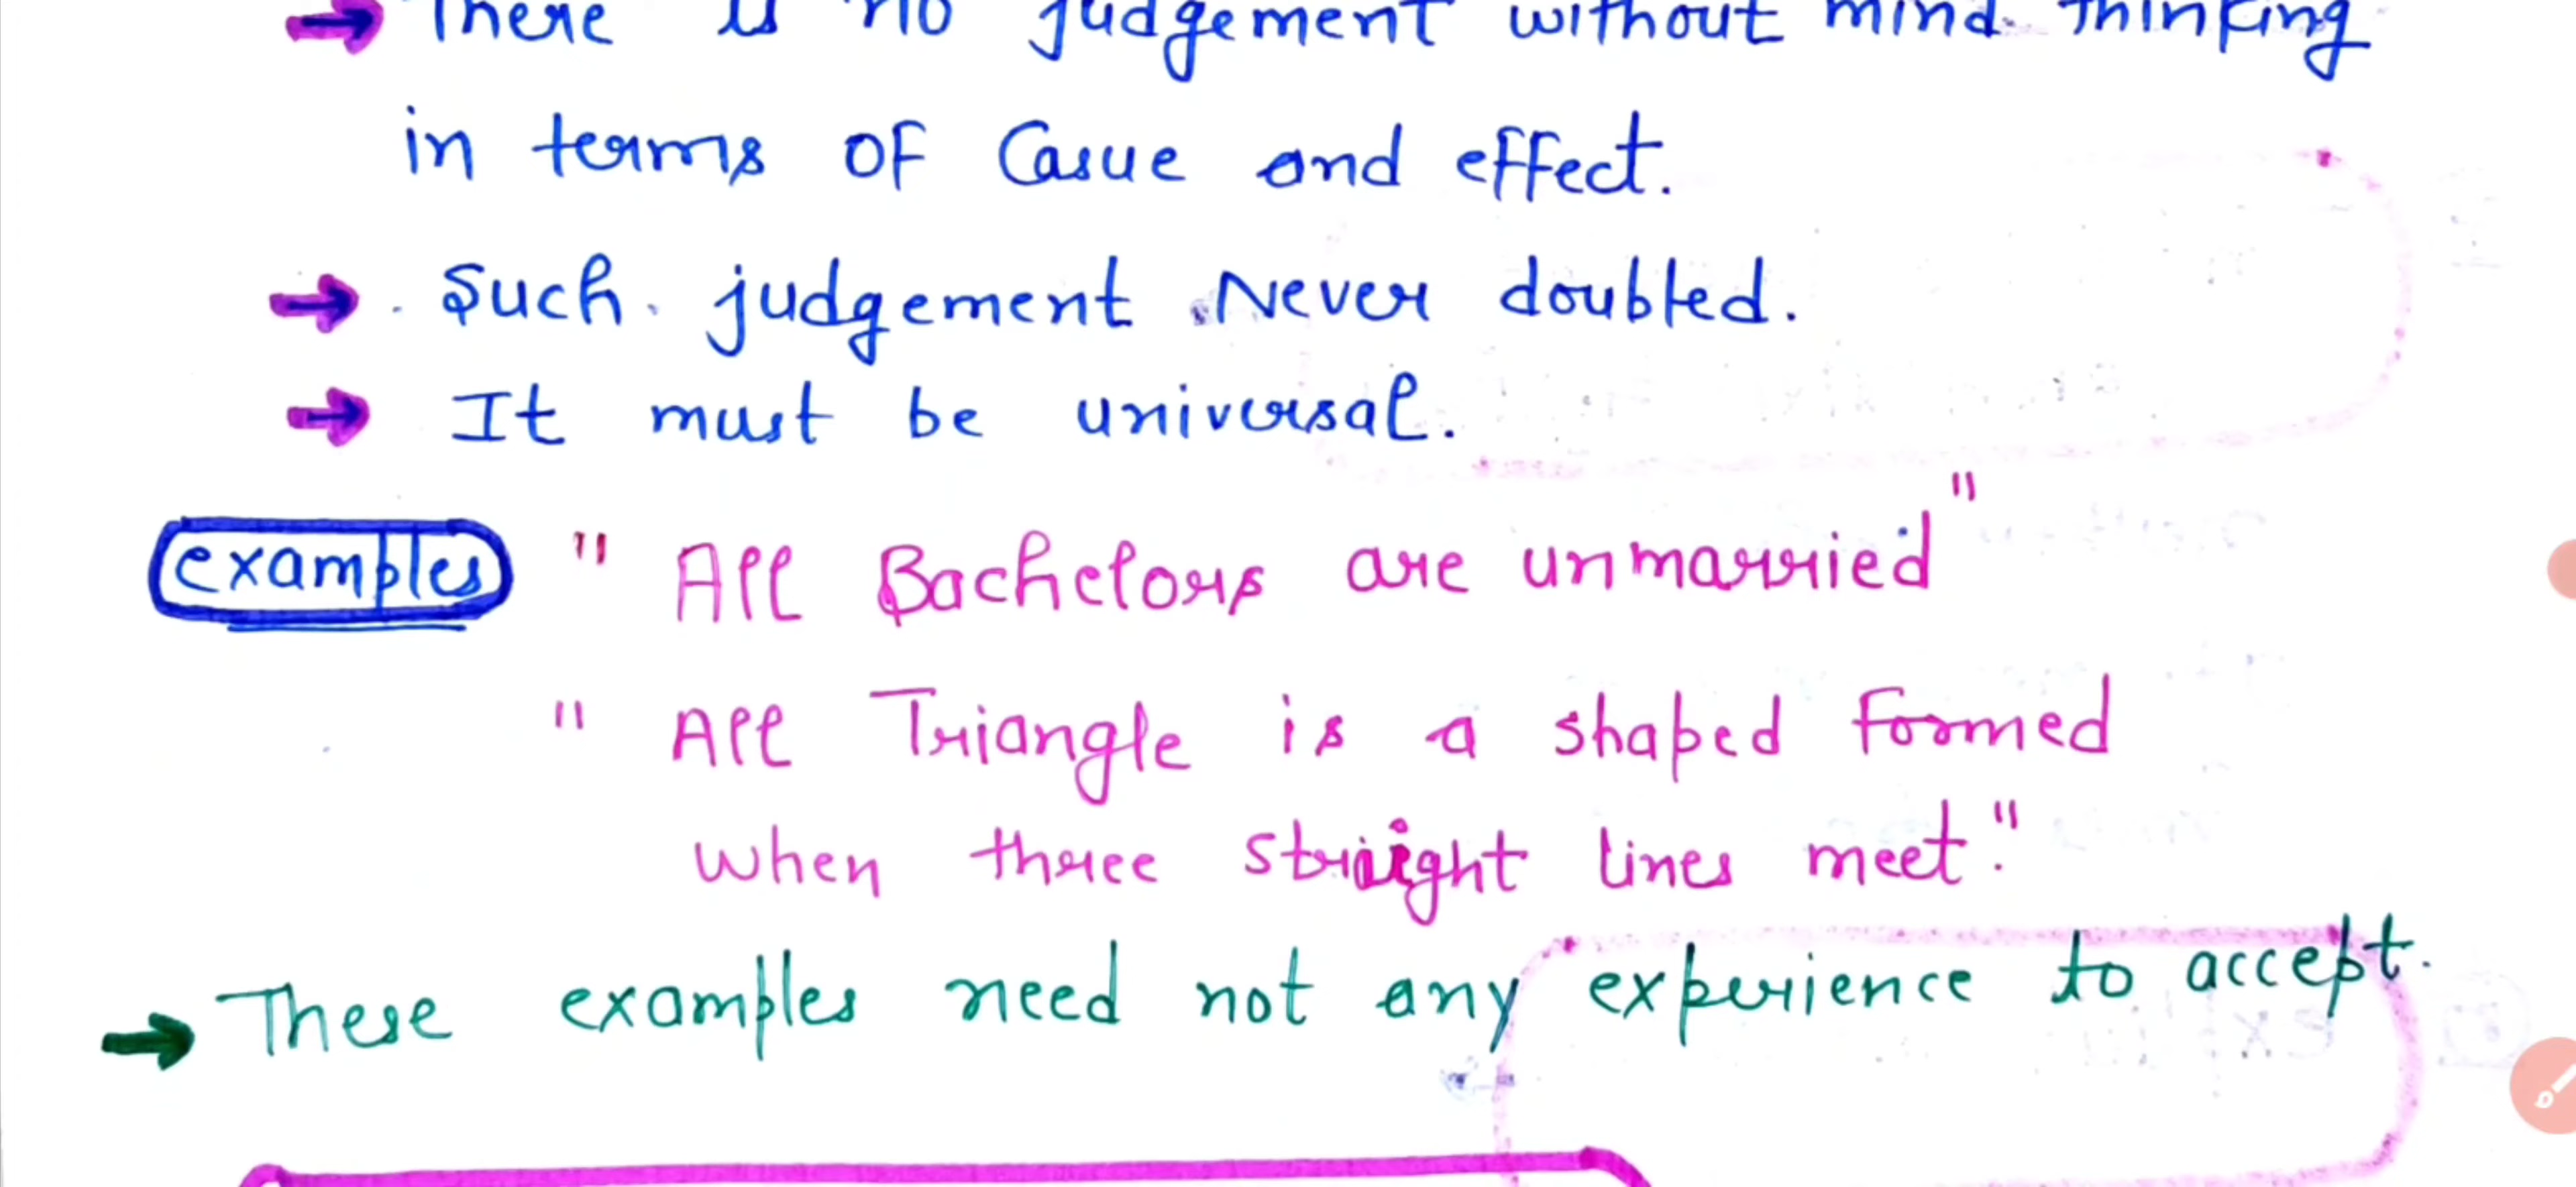 There is no judgement without mind thinking
in terms of Casue and effect.
Such judgement Never doubted.
It must be universal.
examples " All Bachelors are unmarried"
" All Triangle is a shaped formed
when three straight lines meet."
These examples need not any experience to accept.